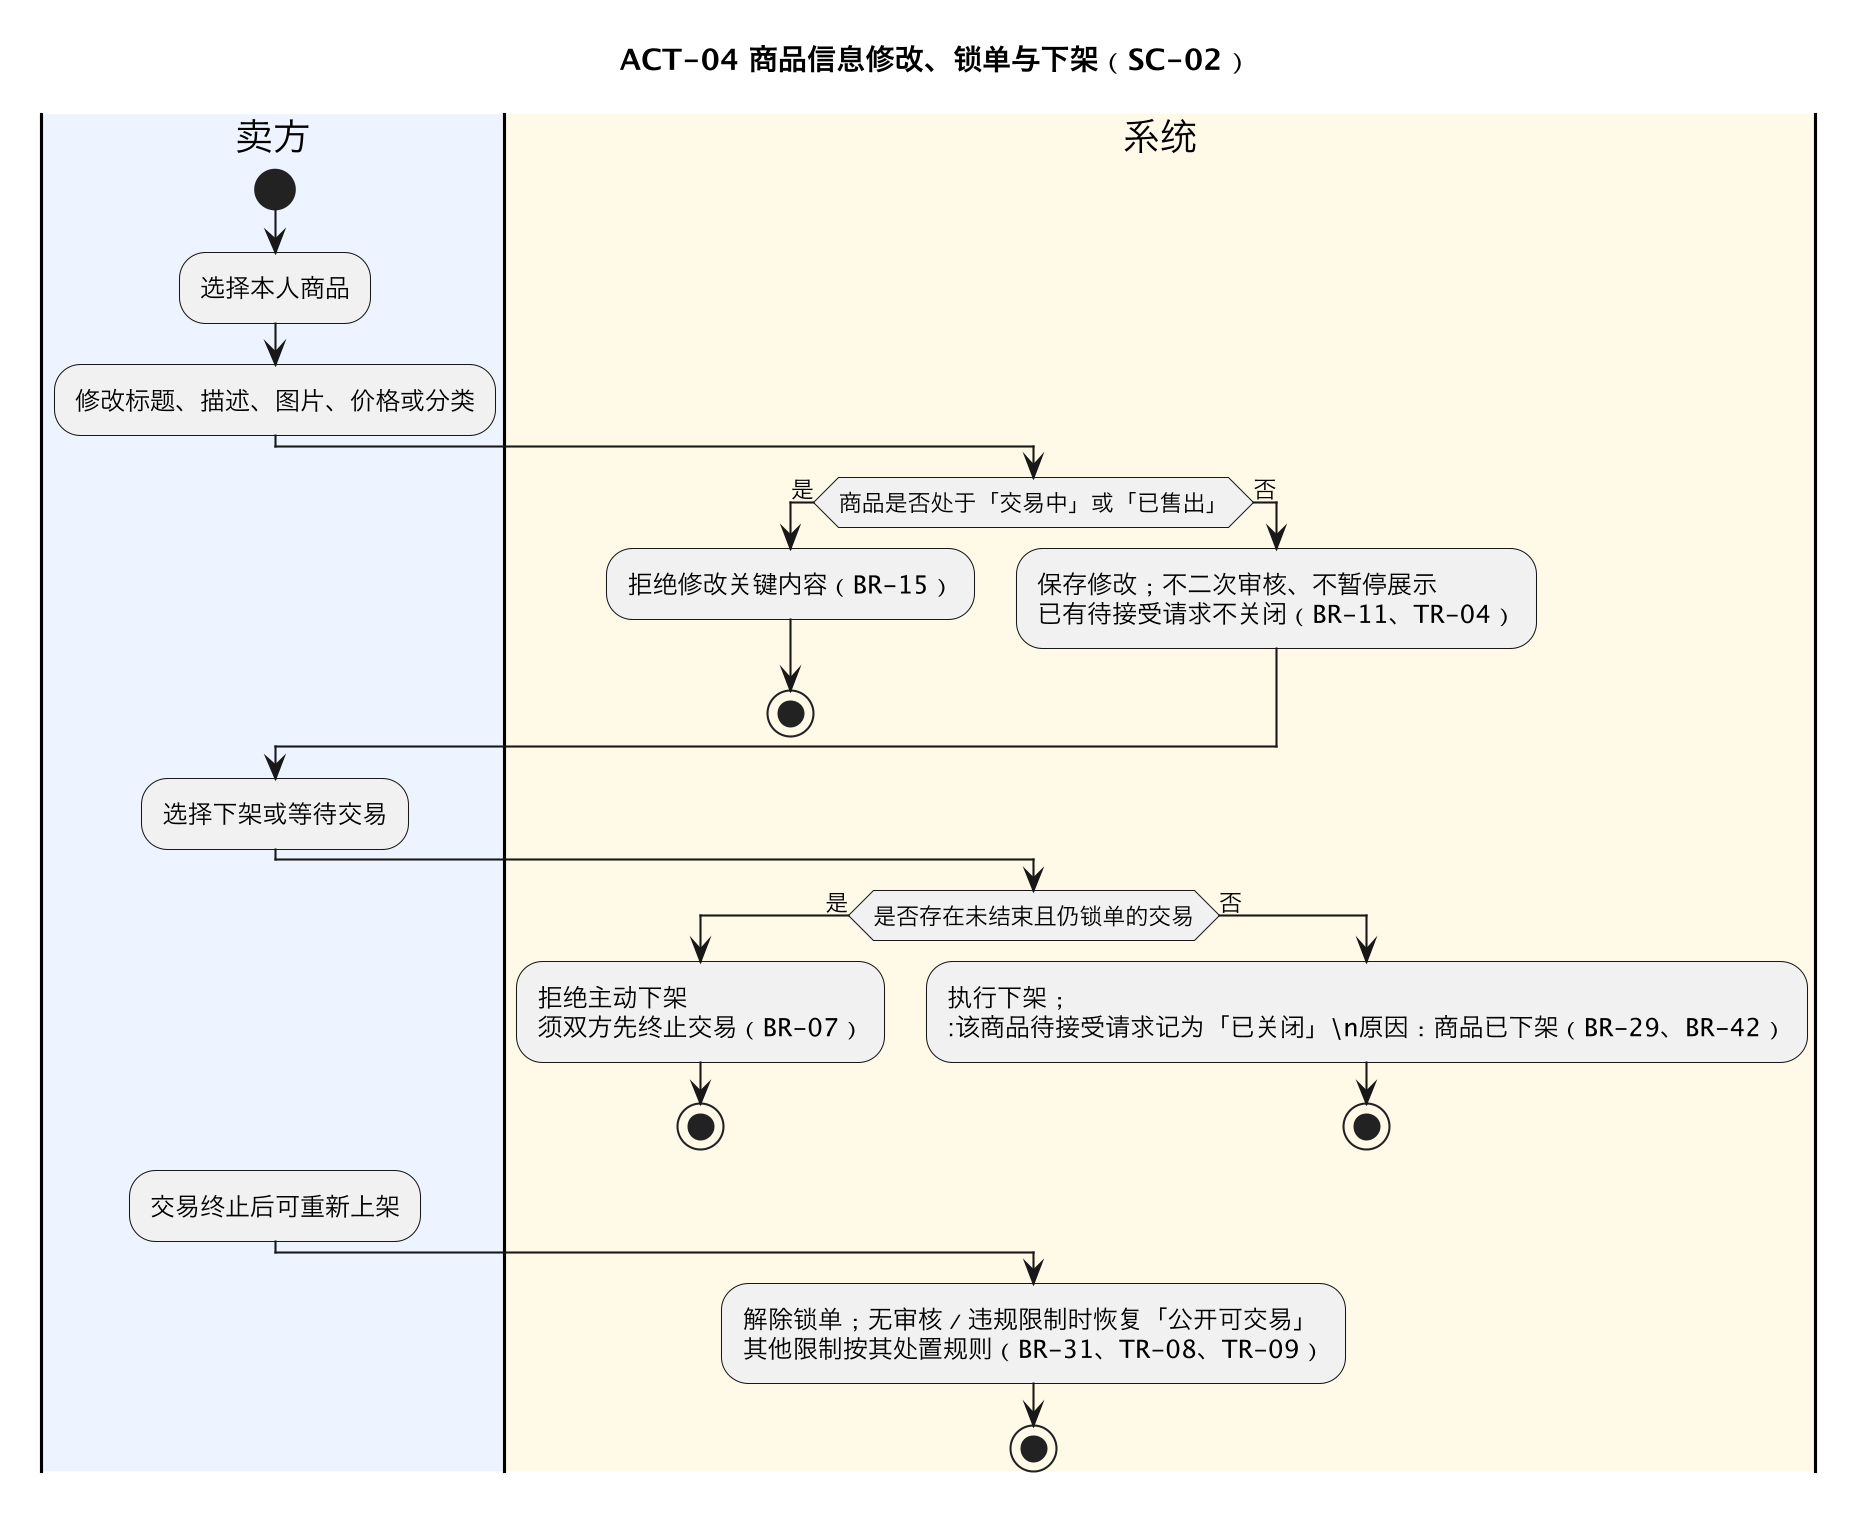 ACT-04 商品信息修改、锁单与下架（SC-02）
卖方
系统
选择本人商品
修改标题、描述、图片、价格或分类
是
商品是否处于「交易中」或「已售出」
否
拒绝修改关键内容（BR-15）
保存修改；不二次审核、不暂停展示
已有待接受请求不关闭（BR-11、TR-04）
选择下架或等待交易
是
是否存在未结束且仍锁单的交易
否
拒绝主动下架
须双方先终止交易（BR-07）
执行下架；
:该商品待接受请求记为「已关闭」\n原因：商品已下架（BR-29、BR-42）
交易终止后可重新上架
解除锁单；无审核／违规限制时恢复「公开可交易」
其他限制按其处置规则（BR-31、TR-08、TR-09）